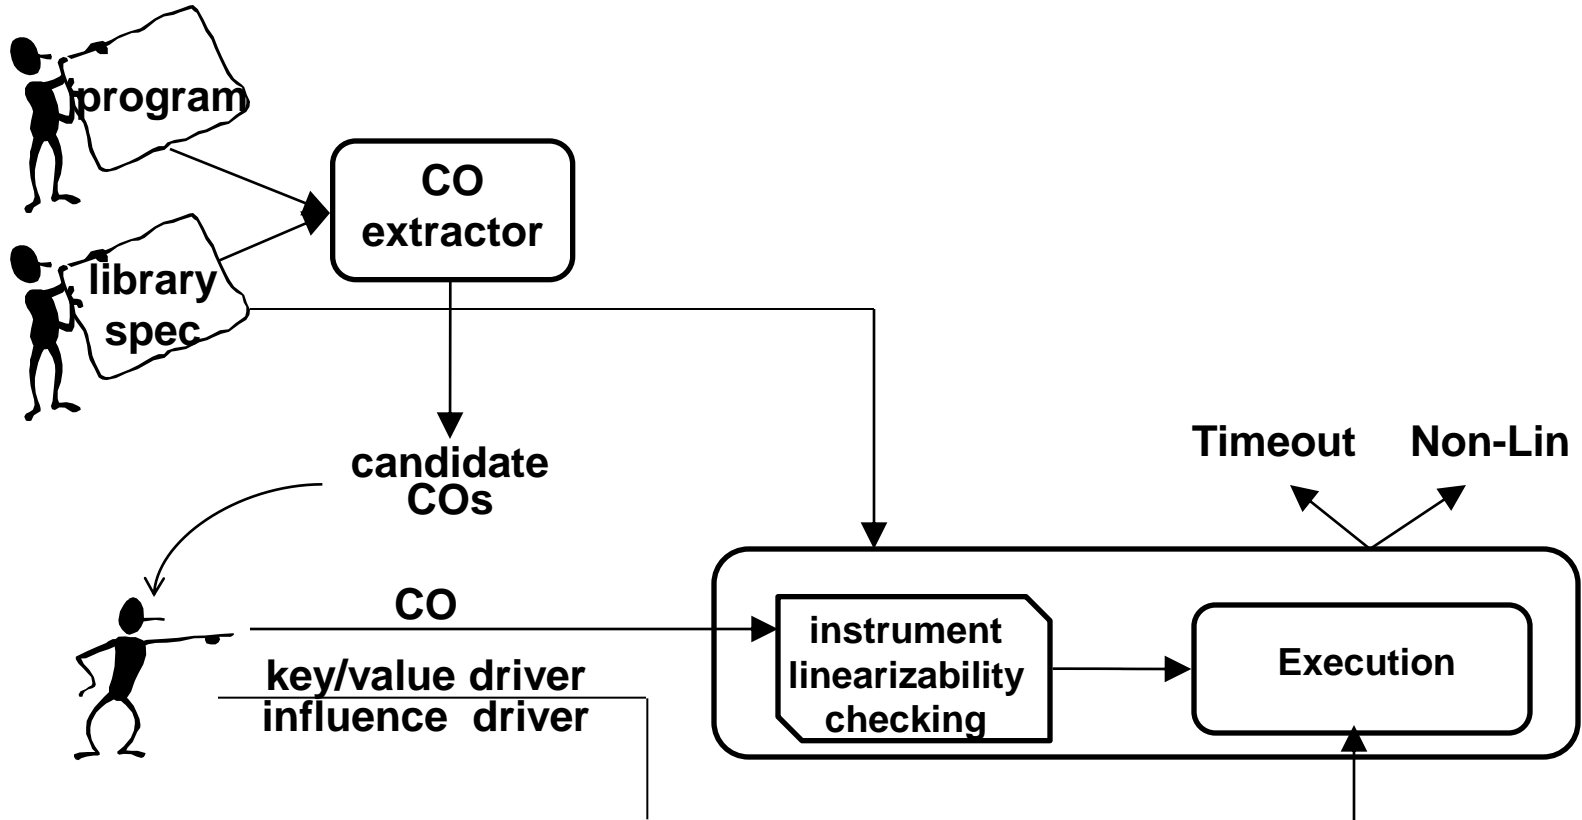 program
CO
extractor
library
spec
candidate
COs
Timeout Non-Lin
CO
key/value driver
influence driver
instrument
linearizability
checking
Execution